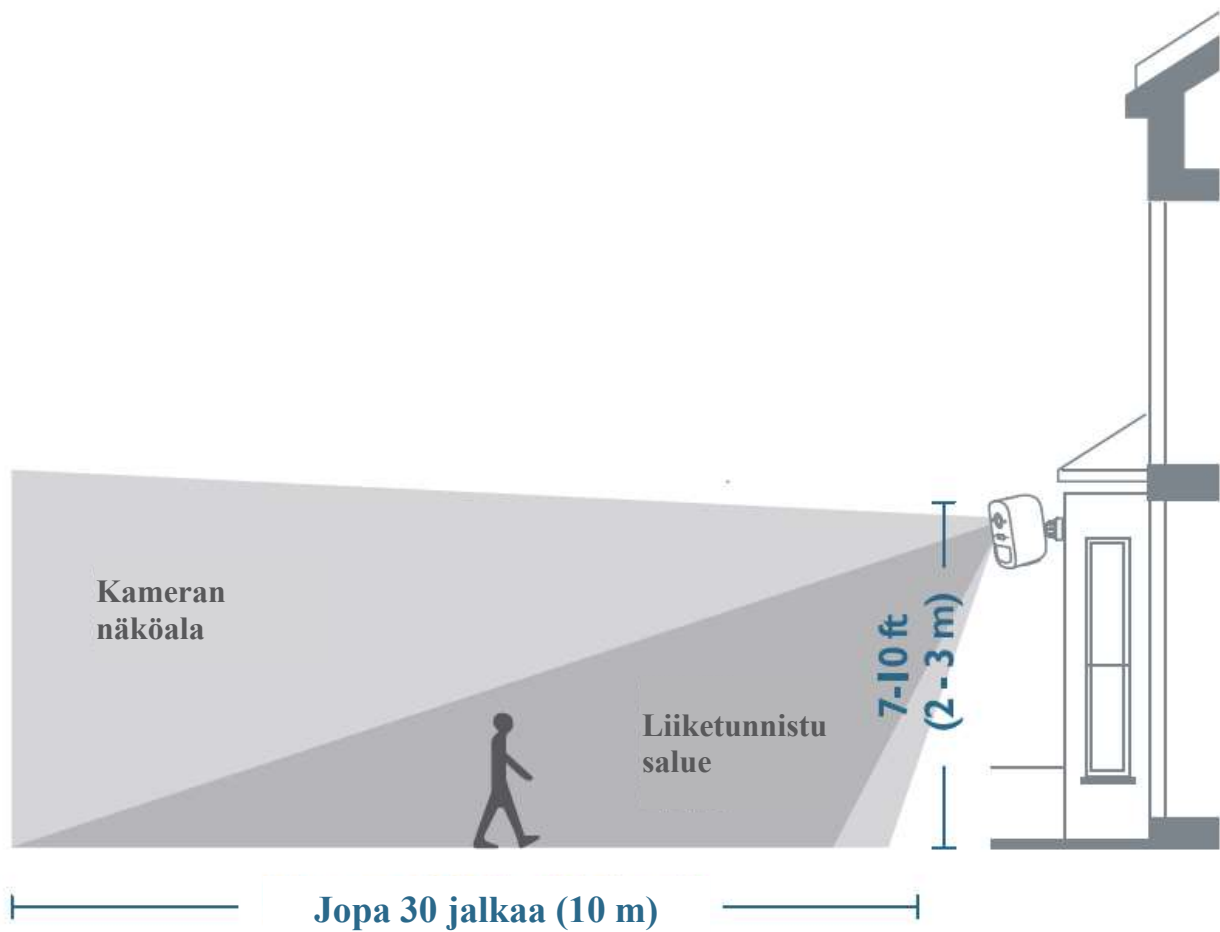 Kameran
näköala
Liiketunnistu
salue
7-10 ft
(2 - 3 m)
Jopa 30 jalkaa (10 m)